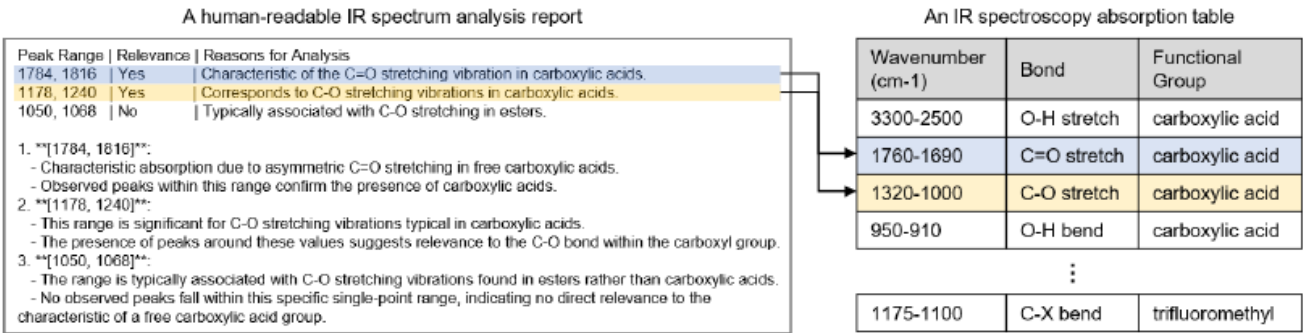 A human-readable IR spectrum analysis report
Peak Range | Relevance | Reasons for Analysis
1784, 1816 | Yes | Characteristic of the C=O stretching vibration in carboxylic acids.
1178, 1240 | Yes | Corresponds to C-O stretching vibrations in carboxylic acids.
1050, 1068 | No | Typically associated with C-O stretching in esters.
1. **[1784, 1816]**:
- Characteristic absorption due to asymmetric C=O stretching in free carboxylic acids.
- Observed peaks within this range confirm the presence of carboxylic acids.
2. **[1178, 1240]**:
- This range is significant for C-O stretching vibrations typical in carboxylic acids.
- The presence of peaks around these values suggests relevance to the C-O bond within the carboxyl group.
3. **[1050, 1068]**:
- The range is typically associated with C-O stretching vibrations found in esters rather than carboxylic acids.
- No observed peaks fall within this specific single-point range, indicating no direct relevance to the
characteristic of a free carboxylic acid group.
An IR spectroscopy absorption table
Wavenumber (cm-1) Bond Functional Group
3300-2500 O-H stretch carboxylic acid
1760-1690 C=O stretch carboxylic acid
1320-1000 C-O stretch carboxylic acid
950-910 O-H bend carboxylic acid
⋮
1175-1100 C-X bend trifluoromethyl